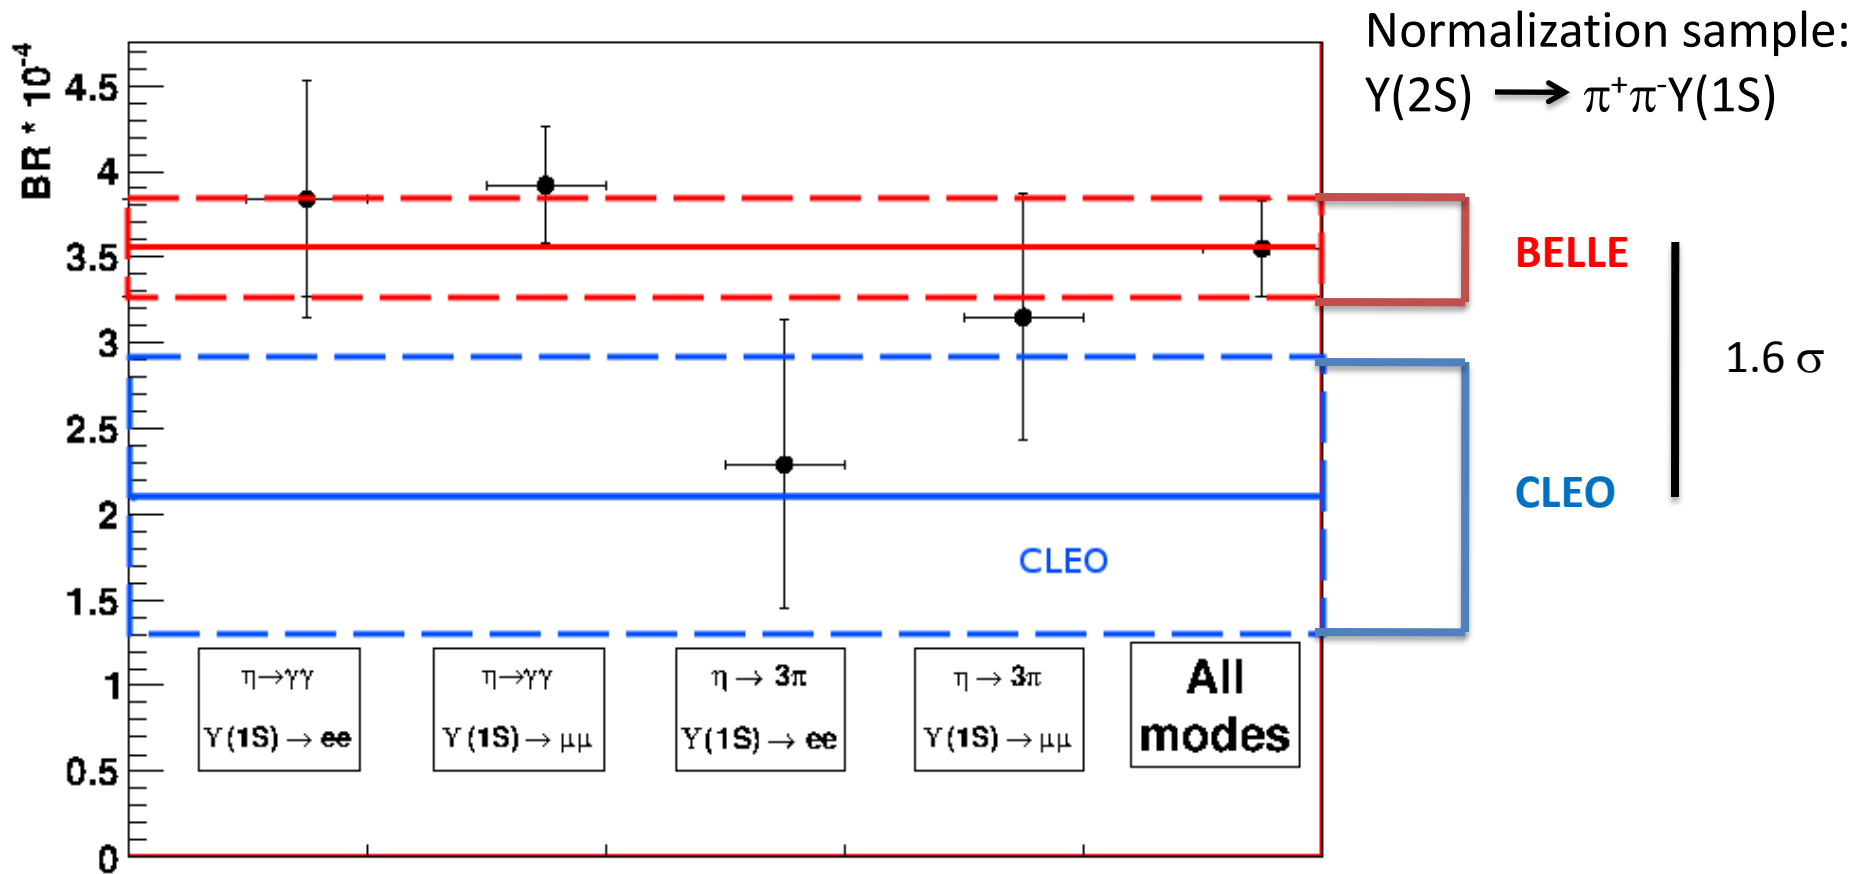 Normalization sample:
Y(2S) → π⁺π⁻Y(1S)
BR * 10⁻⁴
4.5
4
3.5
3
2.5
2
1.5
1
0.5
0
BELLE
1.6 σ
CLEO
CLEO
η→γγ
Υ(1S) → ee
η→γγ
Υ(1S) → μμ
η → 3π
Υ(1S) → ee
η → 3π
Υ(1S) → μμ
All
modes